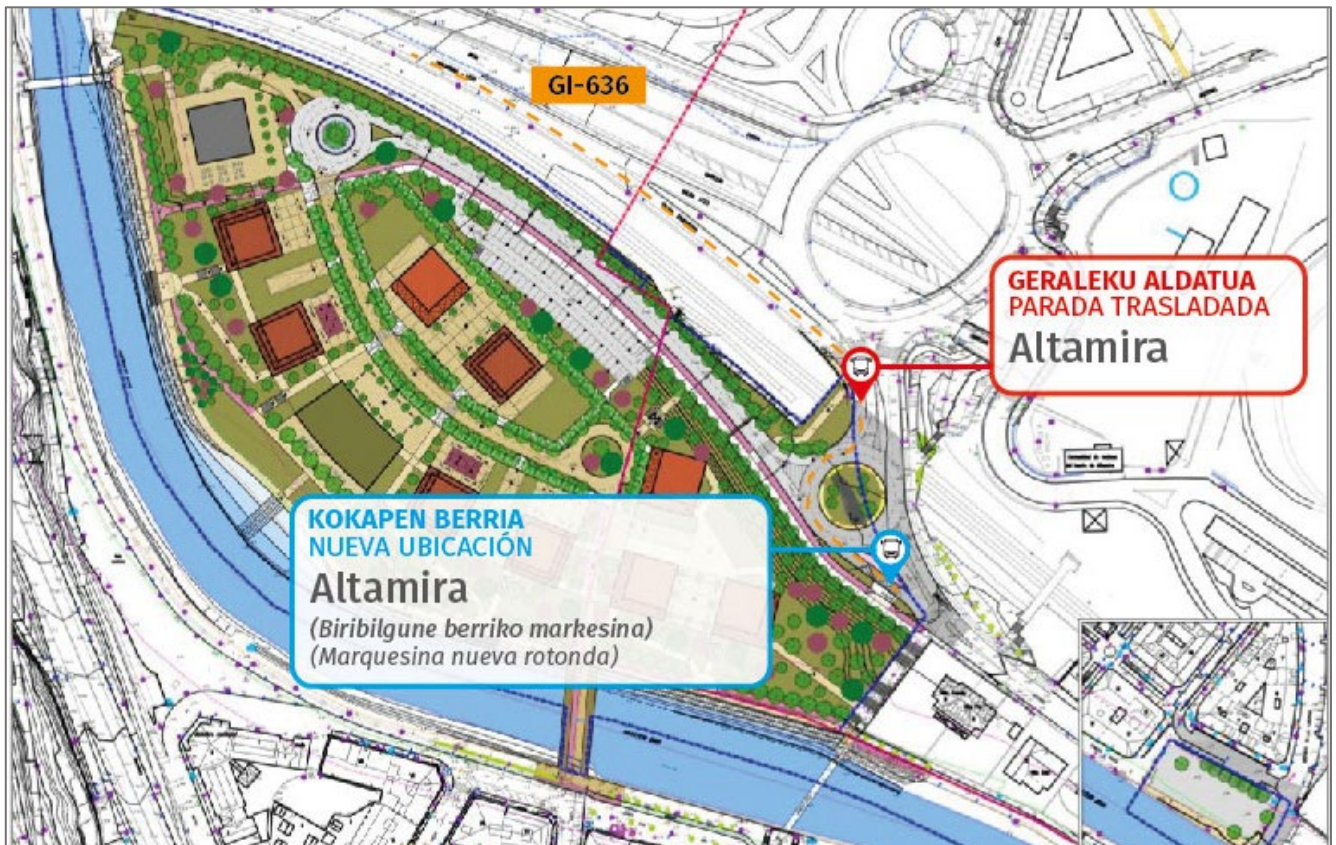 GI-636
GERALEKU ALDATUA
PARADA TRASLADADA
Altamira
KOKAPEN BERRIA
NUEVA UBICACIÓN
Altamira
(Biribilgune berriko markesina)
(Marquesina nueva rotonda)